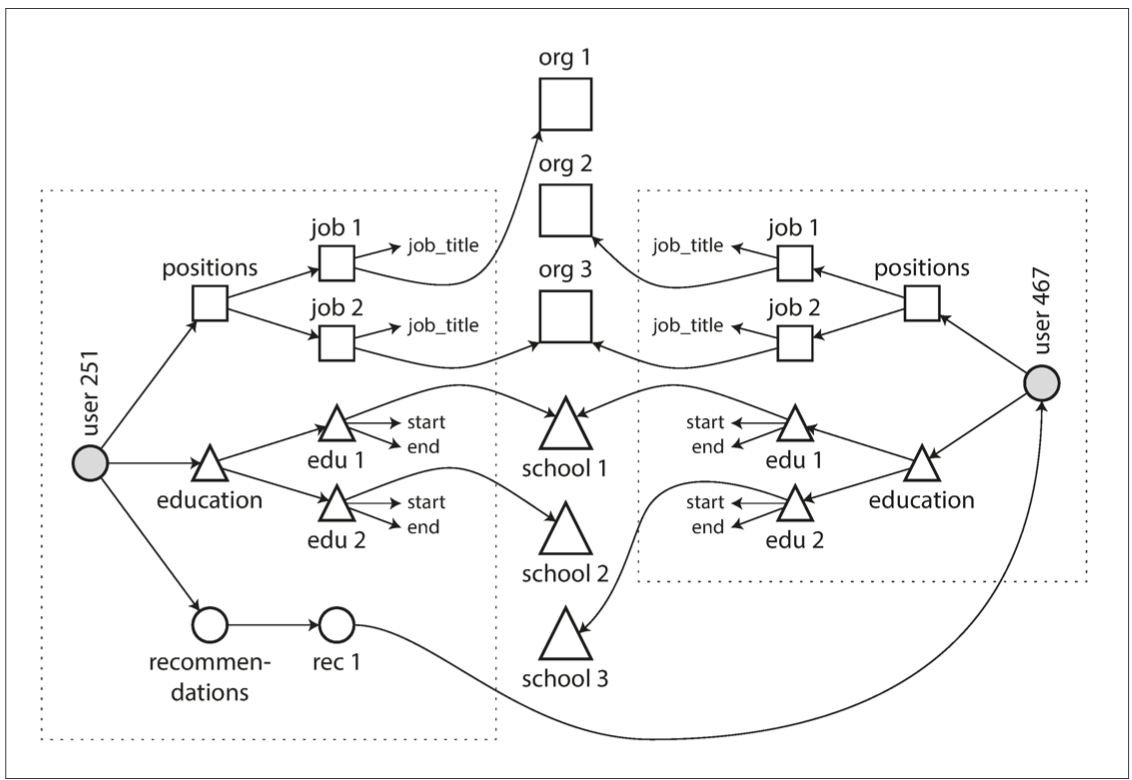 org 1
org 2
org 3
job 1
job_title
positions
job 2
job_title
user 251
edu 1
start
end
education
edu 2
start
end
recommen-
dations
rec 1
school 1
school 2
school 3
job 1
job_title
positions
job 2
job_title
user 467
start
end
edu 1
education
start
end
edu 2